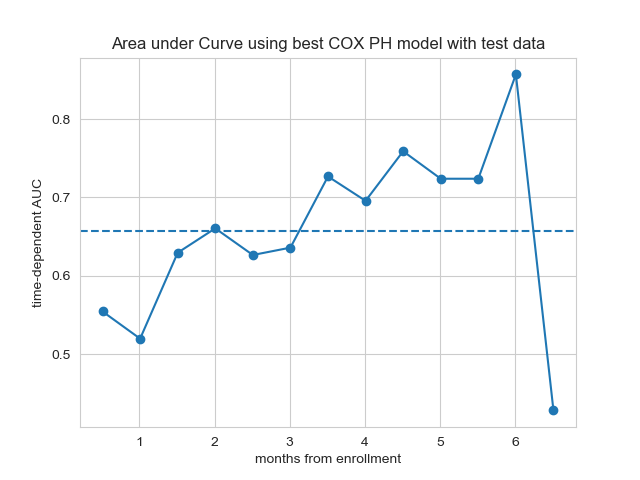 Area under Curve using best COX PH model with test data
time-dependent AUC
0.8
0.7
0.6
0.5
1 2 3 4 5 6
months from enrollment